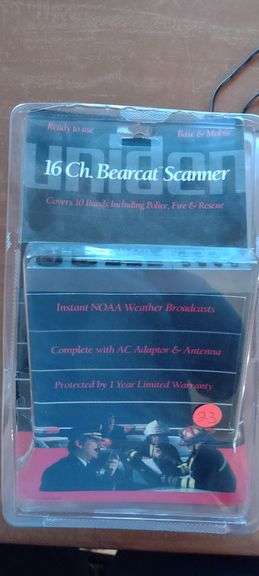 Ready to use Base & Mobile
uniden
16 Ch. Bearcat Scanner
Covers 10 Bands Including Police, Fire & Rescue
Instant NOAA Weather Broadcasts
Complete with AC Adaptor & Antenna
Protected by 1 Year Limited Warranty